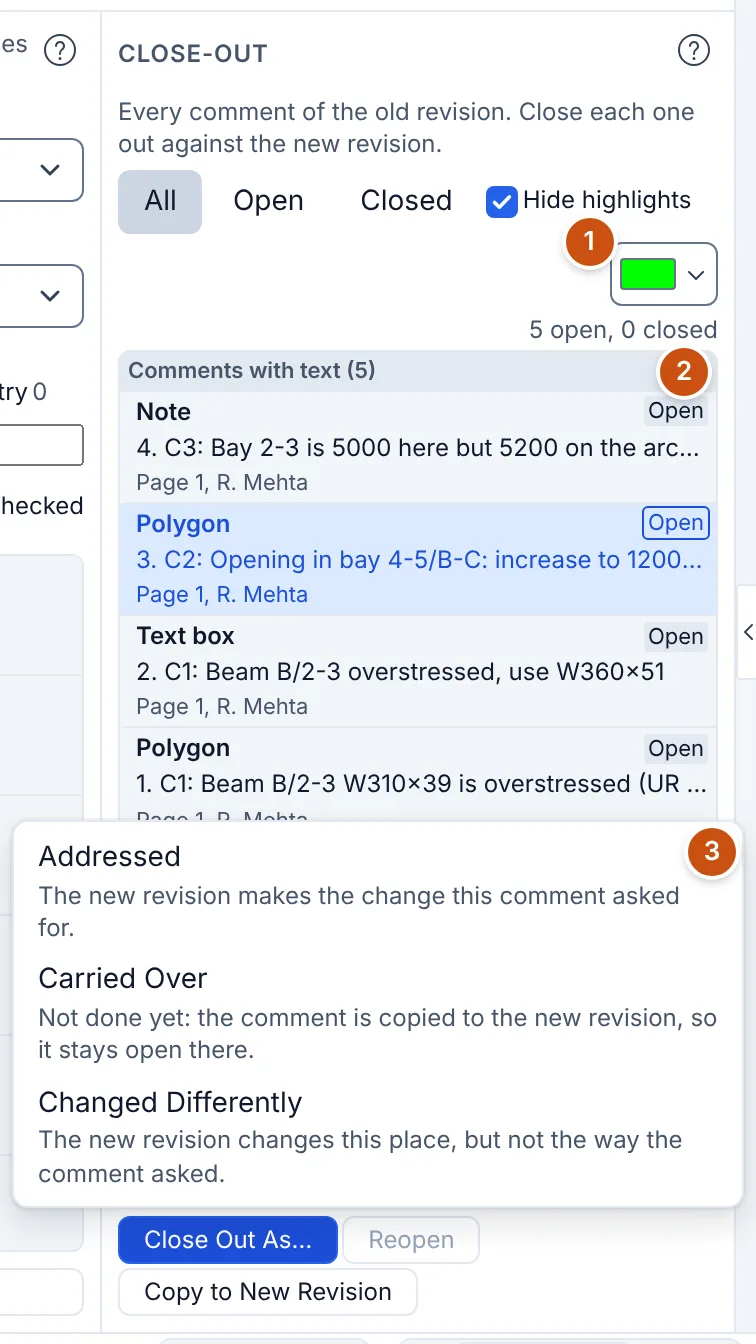 es ?
CLOSE-OUT ?
Every comment of the old revision. Close each one
out against the new revision.
All Open Closed Hide highlights
1
5 open, 0 closed
Comments with text (5) 2
try 0
Note Open
4. C3: Bay 2-3 is 5000 here but 5200 on the arc...
Page 1, R. Mehta
hecked
Polygon Open
3. C2: Opening in bay 4-5/B-C: increase to 1200...
Page 1, R. Mehta
Text box Open
2. C1: Beam B/2-3 overstressed, use W360×51
Page 1, R. Mehta
Polygon Open
1. C1: Beam B/2-3 W310×39 is overstressed (UR ...
Page 1, R. Mehta
Addressed 3
The new revision makes the change this comment asked
for.
Carried Over
Not done yet: the comment is copied to the new revision, so
it stays open there.
Changed Differently
The new revision changes this place, but not the way the
comment asked.
Close Out As... Reopen
Copy to New Revision